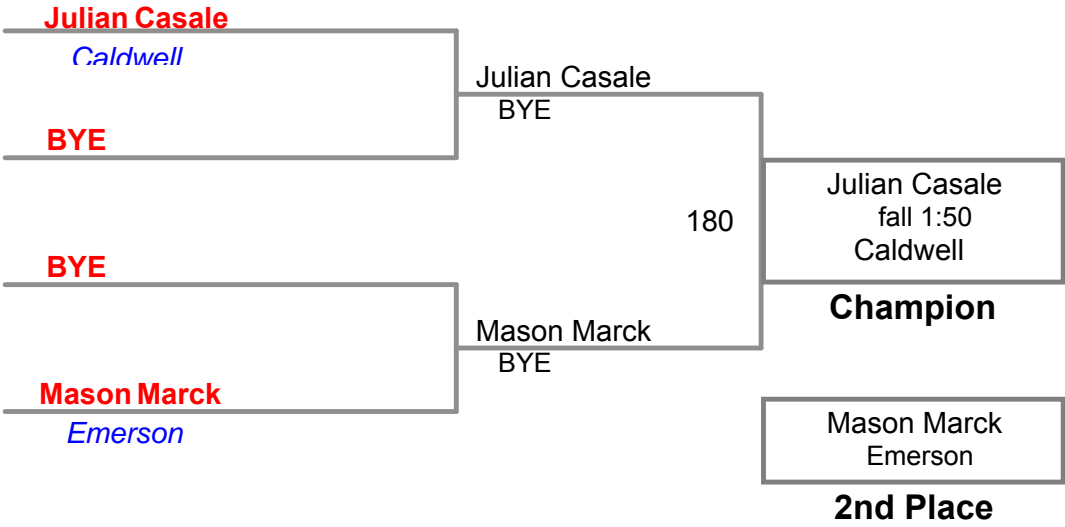 Julian Casale
Caldwell
BYE
BYE
Mason Marck
Emerson
Julian Casale
BYE
Mason Marck
BYE
180
Julian Casale
fall 1:50
Caldwell
Champion
Mason Marck
Emerson
2nd Place